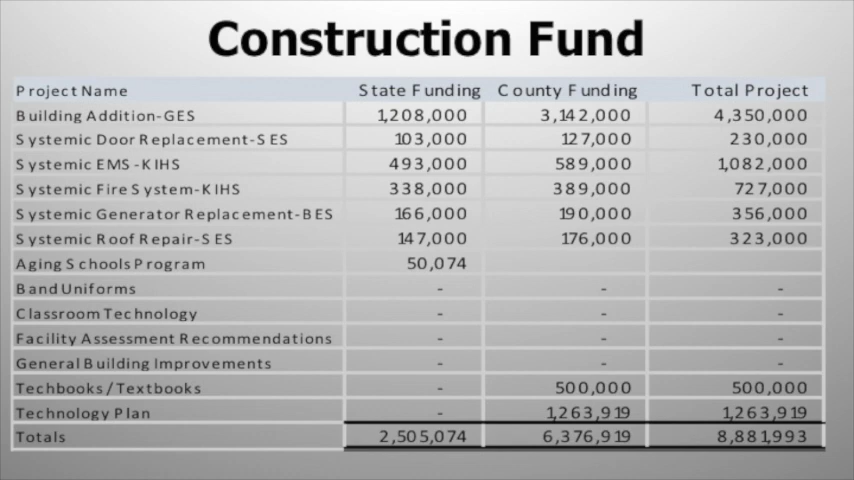 Construction Fund
Project Name State Funding County Funding Total Project
Building Addition-GES 1,208,000 3,142,000 4,350,000
Systemic Door Replacement-SES 103,000 127,000 230,000
Systemic EMS -KIHS 493,000 589,000 1,082,000
Systemic Fire System-KIHS 338,000 389,000 727,000
Systemic Generator Replacement-BES 166,000 190,000 356,000
Systemic Roof Repair-SES 147,000 176,000 323,000
Aging Schools Program 50,074
Band Uniforms - - -
Classroom Technology - - -
Facility Assessment Recommendations - - -
General Building Improvements - - -
Techbooks/Textbooks - 500,000 500,000
Technology Plan - 1,263,919 1,263,919
Totals 2,505,074 6,376,919 8,881,993